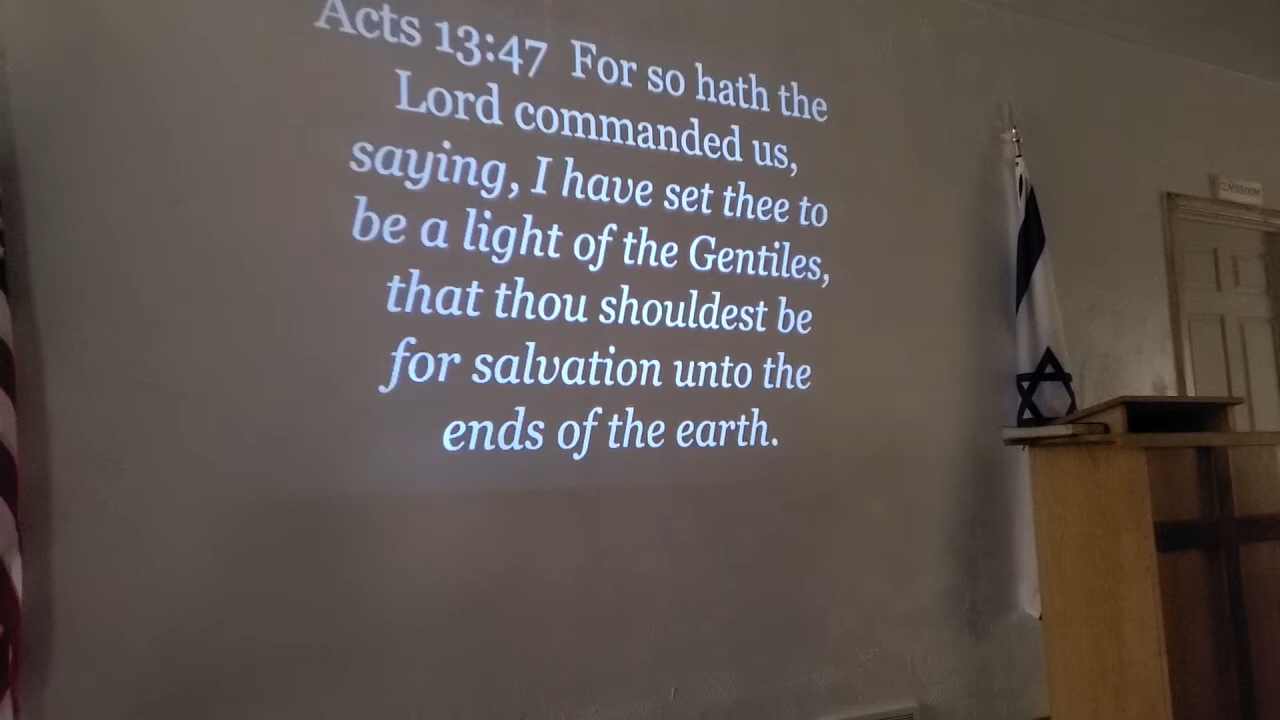 Acts 13:47 For so hath the
Lord commanded us,
saying, I have set thee to
be a light of the Gentiles,
that thou shouldest be
for salvation unto the
ends of the earth.
CLASSROOM